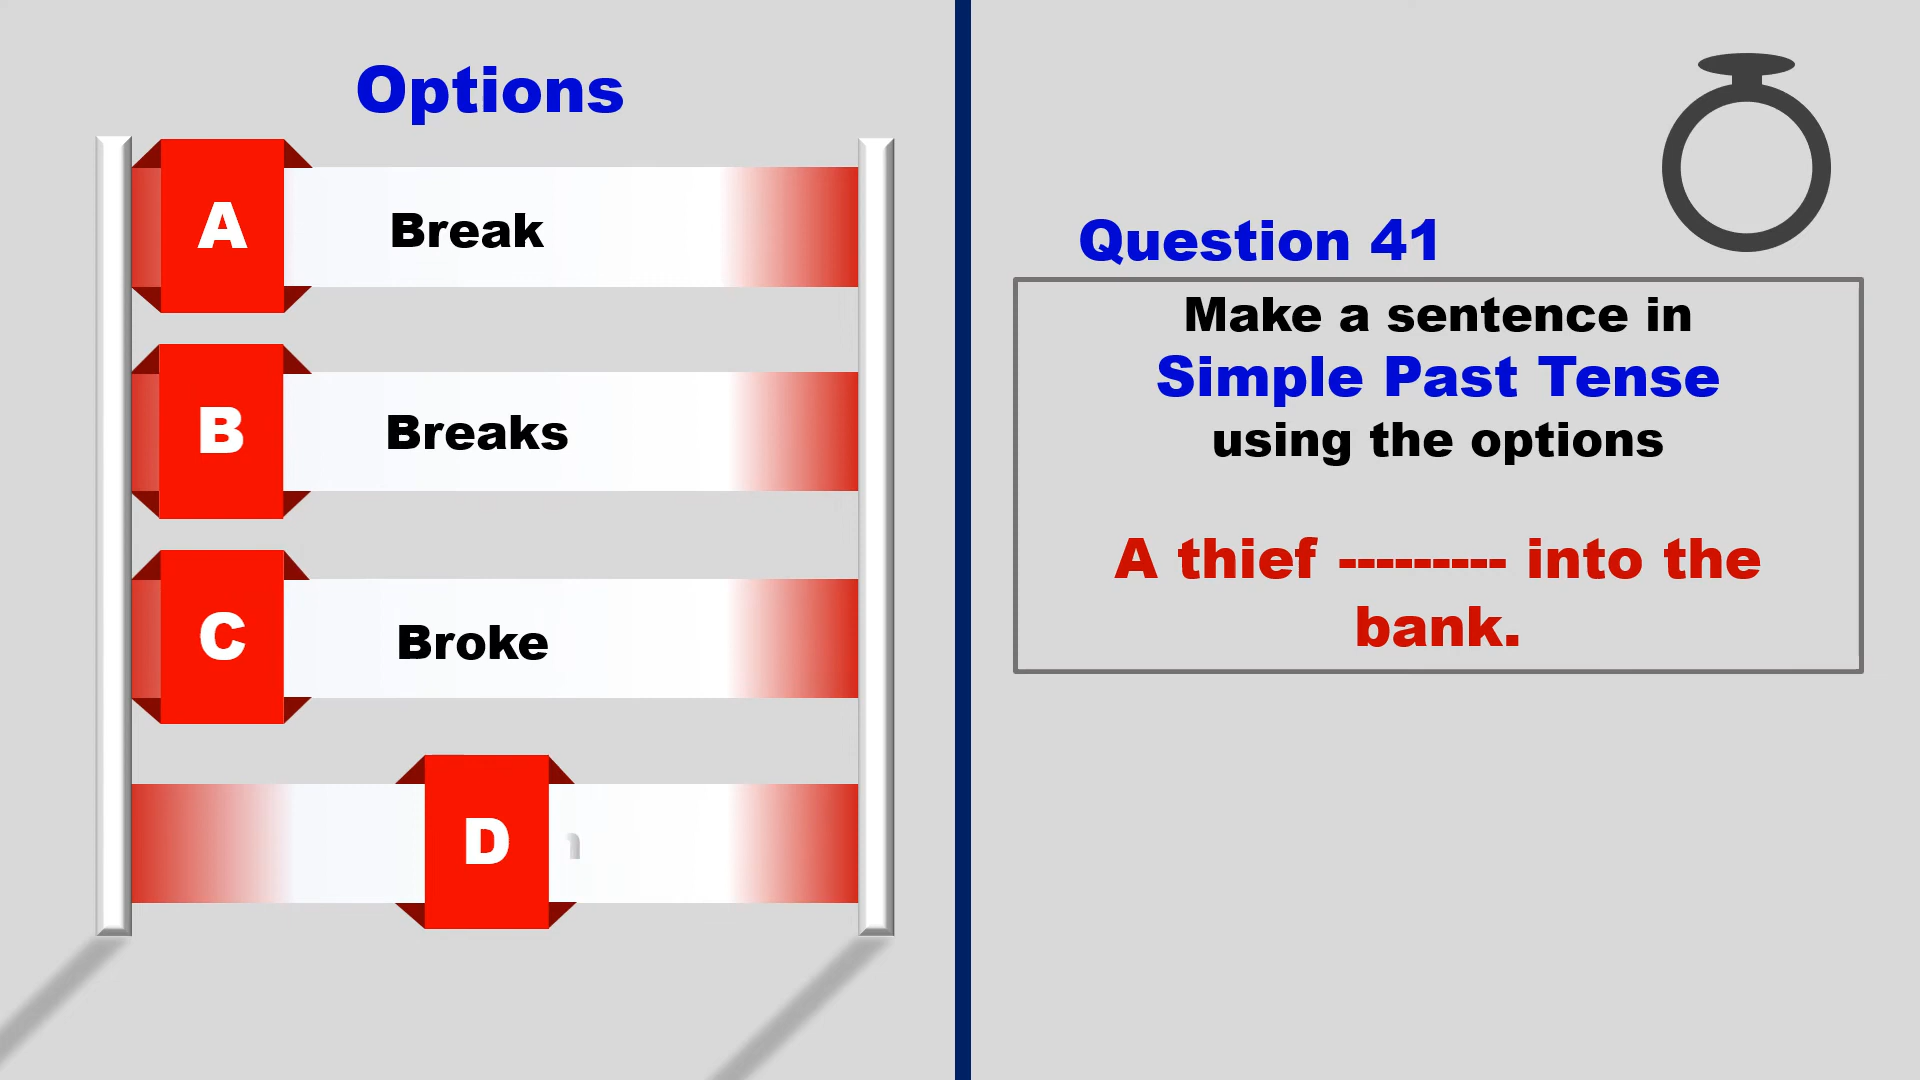 Options
A
Break
B
Breaks
C
Broke
D
Question 41
Make a sentence in
Simple Past Tense
using the options
A thief --------- into the
bank.